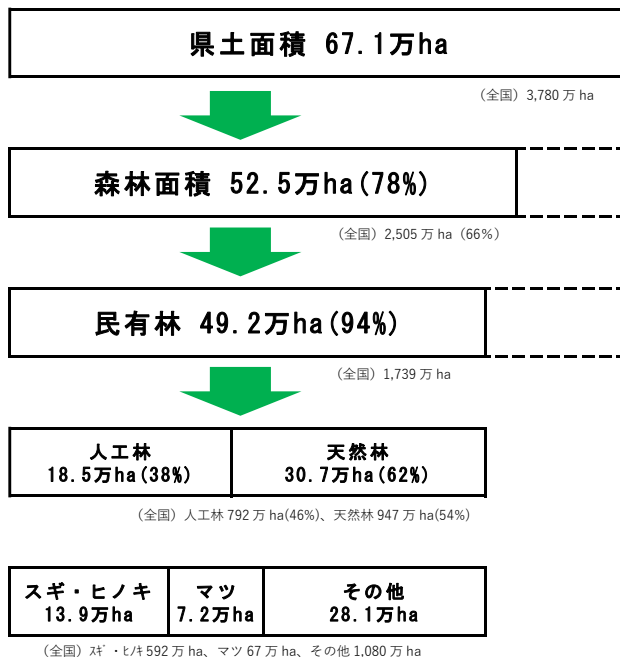 県土面積 67.1万ha
（全国）3,780 万 ha
森林面積 52.5万ha(78%)
（全国）2,505 万 ha（66％）
民有林 49.2万ha(94%)
（全国）1,739 万 ha
人工林
18.5万ha(38%)
天然林
30.7万ha(62%)
（全国）人工林 792 万 ha(46%)、天然林 947 万 ha(54%)
スギ・ヒノキ
13.9万ha
マツ
7.2万ha
その他
28.1万ha
（全国）ｽｷﾞ・ﾋﾉｷ 592 万 ha、マツ 67 万 ha、その他 1,080 万 ha